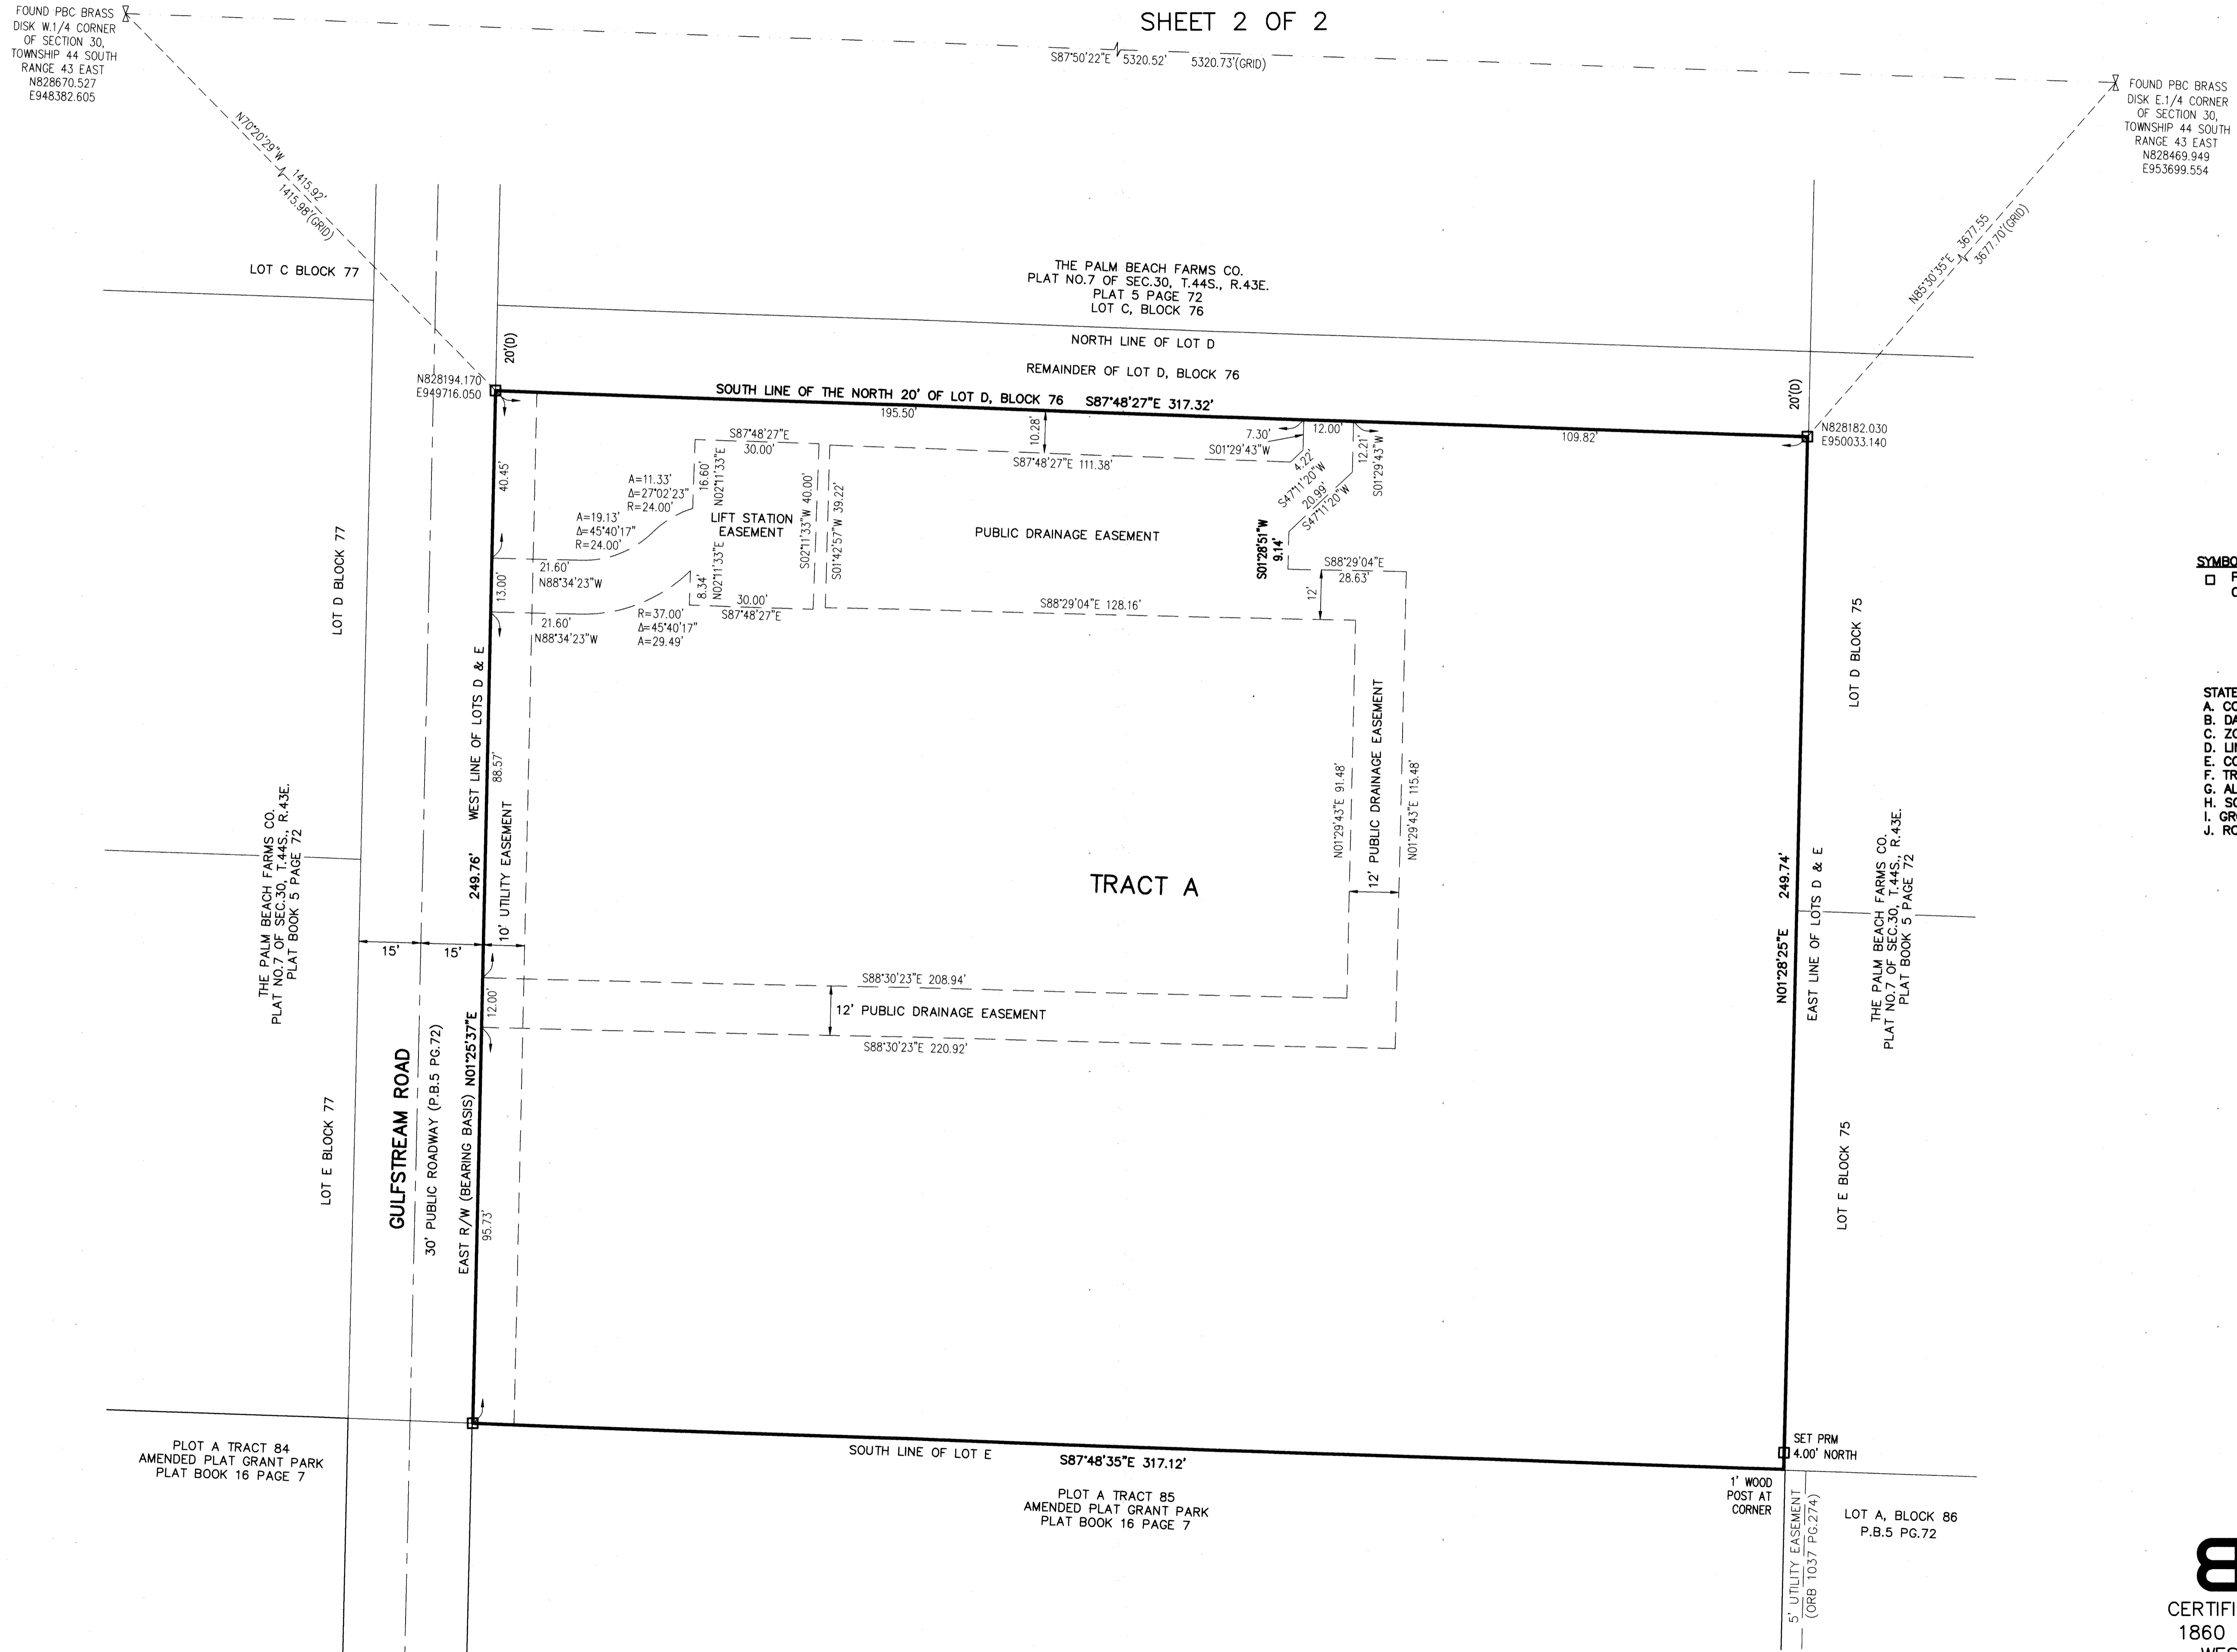 SHEET 2 OF 2
FOUND PBC BRASS
DISK W.1/4 CORNER
OF SECTION 30,
TOWNSHIP 44 SOUTH
RANGE 43 EAST
N828670.527
E948382.605
S87°50'22"E 5320.52' 5320.73'(GRID)
FOUND PBC BRASS
DISK E.1/4 CORNER
OF SECTION 30,
TOWNSHIP 44 SOUTH
RANGE 43 EAST
N828469.949
E953699.554
N70°20'29"W 1415.92'
1415.98'(GRID)
N85°30'35"E 3677.55
3677.70'(GRID)
LOT C BLOCK 77
THE PALM BEACH FARMS CO.
PLAT NO.7 OF SEC.30, T.44S., R.43E.
PLAT 5 PAGE 72
LOT C, BLOCK 76
NORTH LINE OF LOT D
REMAINDER OF LOT D, BLOCK 76
20'(D)
20'(D)
N828194.170
E949716.050
SOUTH LINE OF THE NORTH 20' OF LOT D, BLOCK 76 S87°48'27"E 317.32'
N828182.030
E950033.140
195.50'
12.00'
109.82'
10.28'
7.30'
S01°29'43"W
4.22'
S47°11'20"W
20.99'
S47°11'20"W
12.21'
S01°29'43"W
S87°48'27"E 111.38'
S87°48'27"E
30.00'
16.60'
N02°11'33"E
40.45'
A=11.33'
Δ=27°02'23"
R=24.00'
A=19.13'
Δ=45°40'17"
R=24.00'
LIFT STATION
EASEMENT
S02°11'33"W 40.00'
S01°42'57"W 39.22'
PUBLIC DRAINAGE EASEMENT
S01°28'51"W
9.14'
S88°29'04"E
28.63'
12'
13.00'
21.60'
N88°34'23"W
8.34'
N02°11'33"E
30.00'
S87°48'27"E
S88°29'04"E 128.16'
21.60'
N88°34'23"W
R=37.00'
Δ=45°40'17"
A=29.49'
LOT D BLOCK 77
LOT D BLOCK 75
SYMBO
STATE
A. CO
B. DA
C. ZO
D. LIN
E. CO
F. TR
G. AL
H. SO
I. GRO
J. RO
WEST LINE OF LOTS D & E
249.76'
88.57'
10' UTILITY EASEMENT
N01°29'43"E 91.48'
12' PUBLIC DRAINAGE EASEMENT
N01°29'43"E 115.48'
TRACT A
THE PALM BEACH FARMS CO.
PLAT NO.7 OF SEC.30, T.44S., R.43E.
PLAT BOOK 5 PAGE 72
N01°28'25"E 249.74'
EAST LINE OF LOTS D & E
THE PALM BEACH FARMS CO.
PLAT NO.7 OF SEC.30, T.44S., R.43E.
PLAT BOOK 5 PAGE 72
15'
15'
S88°30'23"E 208.94'
12.00'
12' PUBLIC DRAINAGE EASEMENT
S88°30'23"E 220.92'
LOT E BLOCK 77
GULFSTREAM ROAD
30' PUBLIC ROADWAY (P.B.5 PG.72)
EAST R/W (BEARING BASIS) N01°25'37"E
95.73'
LOT E BLOCK 75
PLOT A TRACT 84
AMENDED PLAT GRANT PARK
PLAT BOOK 16 PAGE 7
SOUTH LINE OF LOT E
S87°48'35"E 317.12'
PLOT A TRACT 85
AMENDED PLAT GRANT PARK
PLAT BOOK 16 PAGE 7
SET PRM
4.00' NORTH
1' WOOD
POST AT
CORNER
5' UTILITY EASEMENT
(ORB 1037 PG.274)
LOT A, BLOCK 86
P.B.5 PG.72
CERTIFI
1860
WES